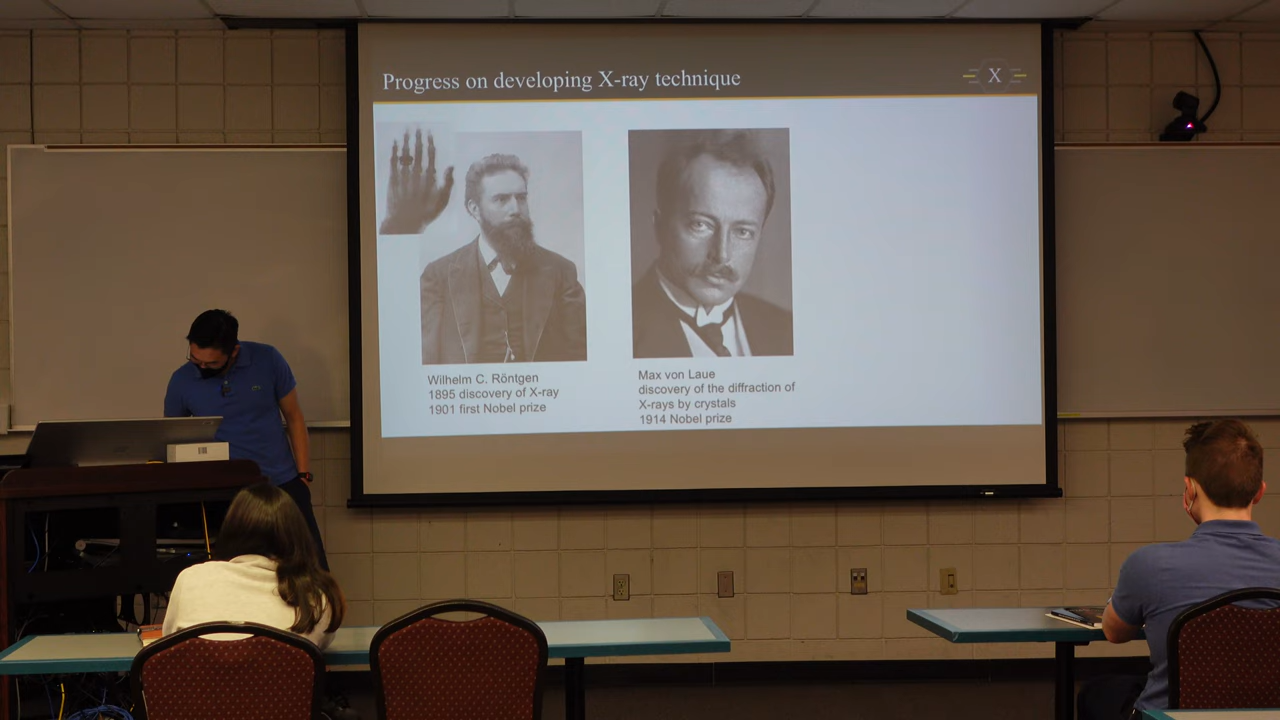 Progress on developing X-ray technique
X
Wilhelm C. Röntgen
1895 discovery of X-ray
1901 first Nobel prize
Max von Laue
discovery of the diffraction of
X-rays by crystals
1914 Nobel prize